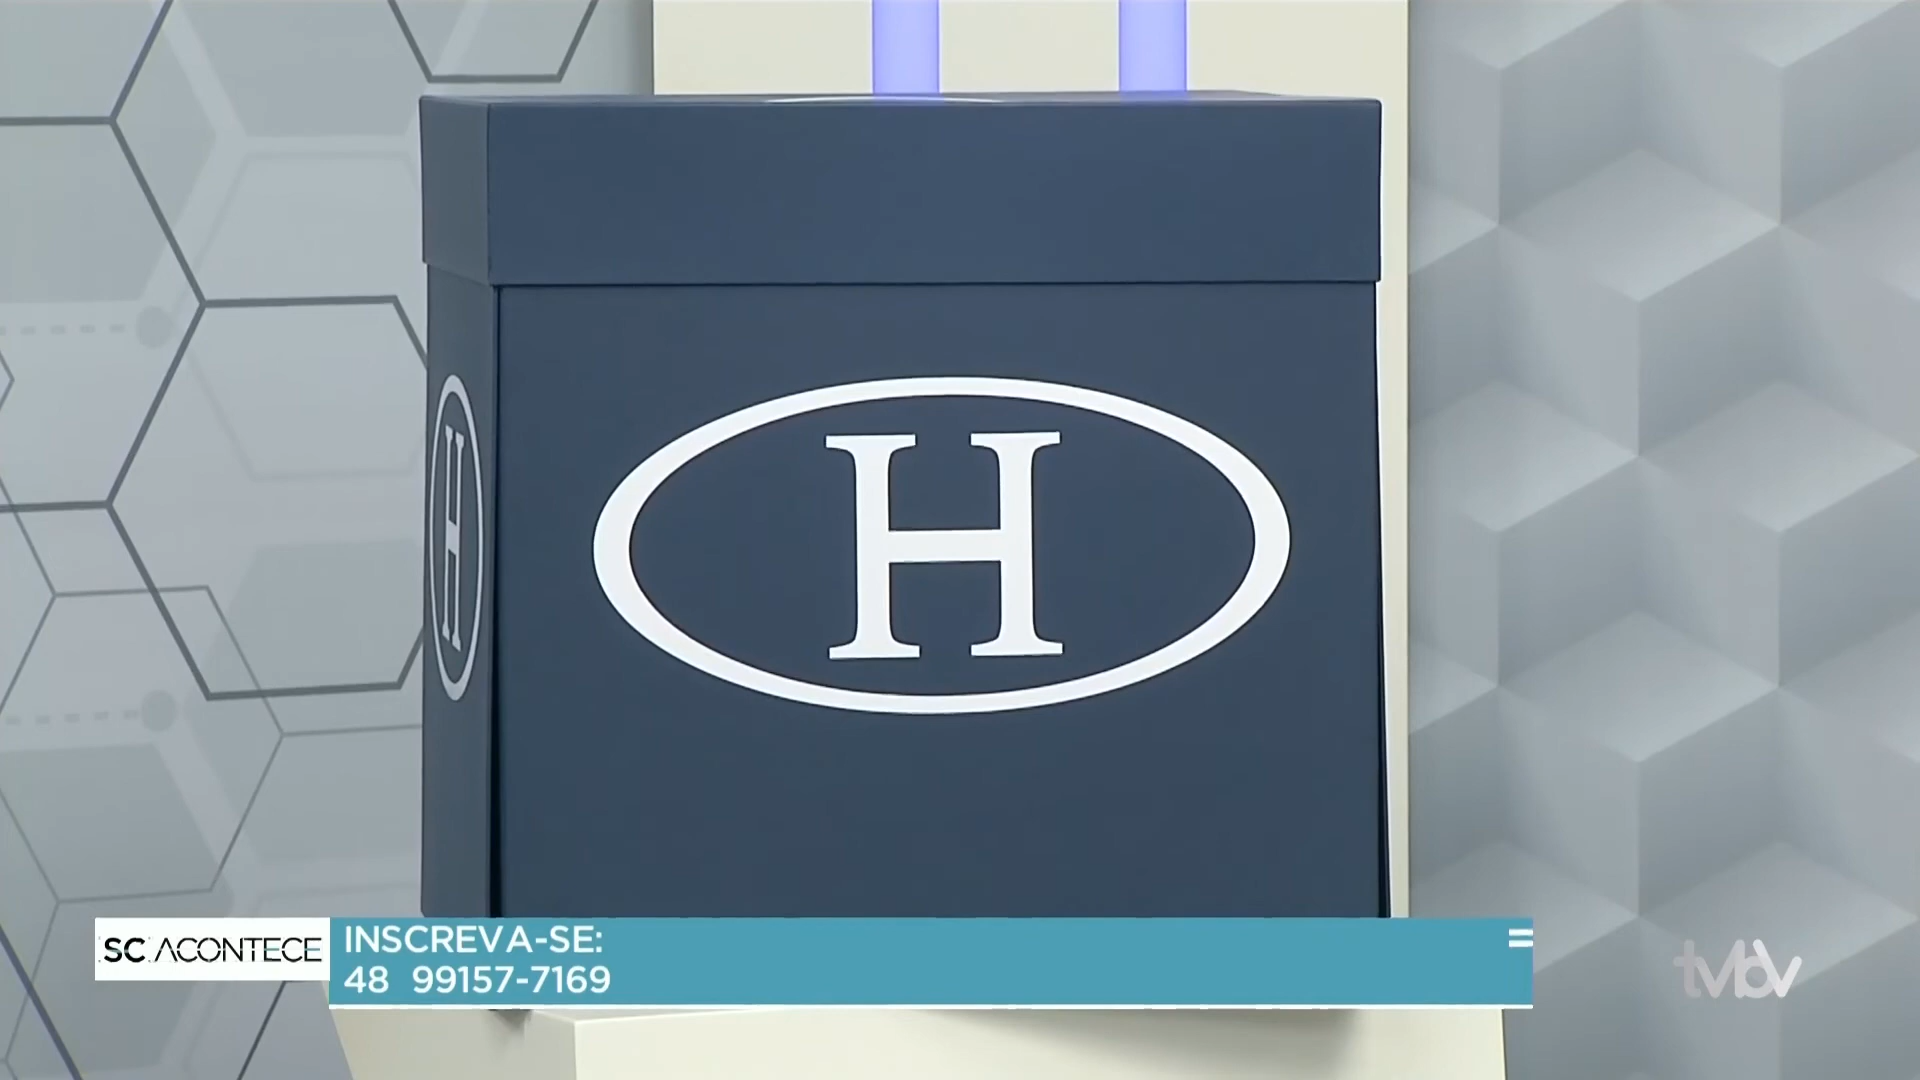 H
H
SC ACONTECE
INSCREVA-SE:
48 99157-7169
tvbv